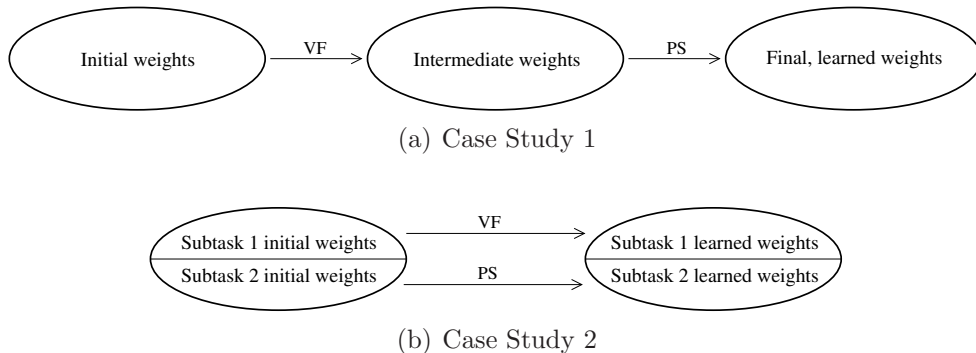 Initial weights VF Intermediate weights PS Final, learned weights
(a) Case Study 1
VF
Subtask 1 initial weights Subtask 1 learned weights
Subtask 2 initial weights Subtask 2 learned weights
PS
(b) Case Study 2